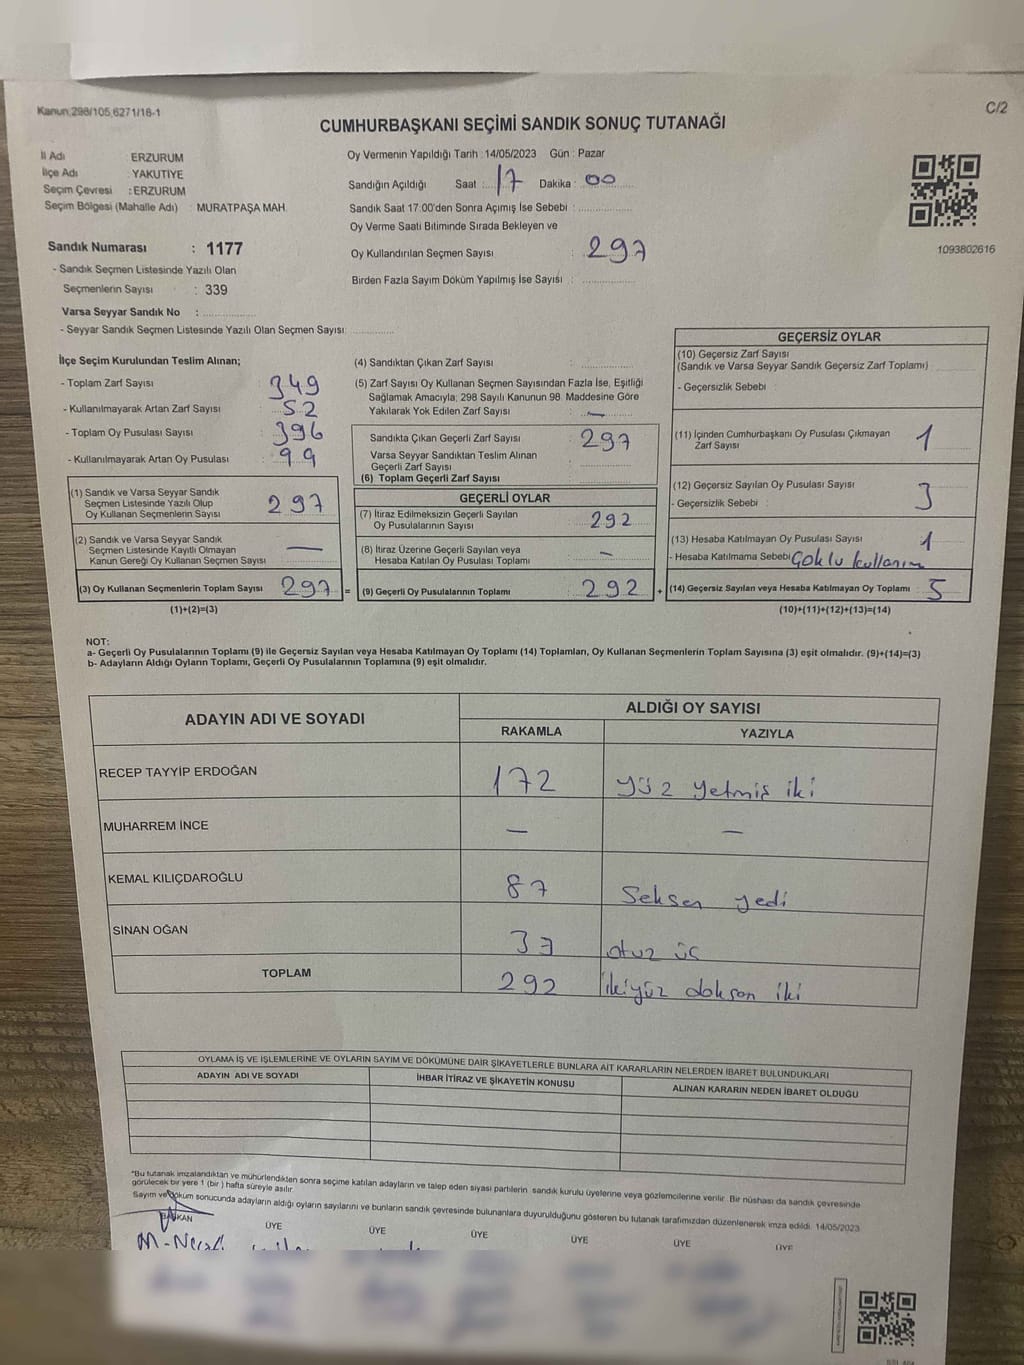 Kanun;298/105,6271/18-1
C/2
CUMHURBAŞKANI SEÇİMİ SANDIK SONUÇ TUTANAĞI
İl Adı : ERZURUM
İlçe Adı : YAKUTİYE
Seçim Çevresi : ERZURUM
Seçim Bölgesi (Mahalle Adı) : MURATPAŞA MAH.
Sandık Numarası : 1177
- Sandık Seçmen Listesinde Yazılı Olan
Seçmenlerin Sayısı : 339
Varsa Seyyar Sandık No :
- Seyyar Sandık Seçmen Listesinde Yazılı Olan Seçmen Sayısı:
Oy Vermenin Yapıldığı Tarih : 14/05/2023 Gün : Pazar
Sandığın Açıldığı Saat : 17 Dakika : 00
Sandık Saat 17:00'den Sonra Açımış İse Sebebi :
Oy Verme Saati Bitiminde Sırada Bekleyen ve
Oy Kullandırılan Seçmen Sayısı : 297
Birden Fazla Sayım Döküm Yapılmış İse Sayısı :
1093802616
İlçe Seçim Kurulundan Teslim Alınan;
- Toplam Zarf Sayısı : 349
- Kullanılmayarak Artan Zarf Sayısı : 52
- Toplam Oy Pusulası Sayısı : 396
- Kullanılmayarak Artan Oy Pusulası : 99
(1) Sandık ve Varsa Seyyar Sandık
Seçmen Listesinde Yazılı Olup
Oy Kullanan Seçmenlerin Sayısı : 297
(2) Sandık ve Varsa Seyyar Sandık
Seçmen Listesinde Kayıtlı Olmayan
Kanun Gereği Oy Kullanan Seçmen Sayısı : —
(3) Oy Kullanan Seçmenlerin Toplam Sayısı : 297 =
(1)+(2)=(3)
(4) Sandıktan Çıkan Zarf Sayısı :
(5) Zarf Sayısı Oy Kullanan Seçmen Sayısından Fazla İse, Eşitliği
Sağlamak Amacıyla; 298 Sayılı Kanunun 98. Maddesine Göre
Yakılarak Yok Edilen Zarf Sayısı : —
Sandıkta Çıkan Geçerli Zarf Sayısı : 297
Varsa Seyyar Sandıktan Teslim Alınan
Geçerli Zarf Sayısı :
(6) Toplam Geçerli Zarf Sayısı
GEÇERLİ OYLAR
(7) İtiraz Edilmeksizin Geçerli Sayılan
Oy Pusulalarının Sayısı : 292
(8) İtiraz Üzerine Geçerli Sayılan veya
Hesaba Katılan Oy Pusulası Toplamı : —
(9) Geçerli Oy Pusulalarının Toplamı : 292 +
GEÇERSİZ OYLAR
(10) Geçersiz Zarf Sayısı
(Sandık ve Varsa Seyyar Sandık Geçersiz Zarf Toplamı)
- Geçersizlik Sebebi :
(11) İçinden Cumhurbaşkanı Oy Pusulası Çıkmayan
Zarf Sayısı : 1
(12) Geçersiz Sayılan Oy Pusulası Sayısı : 3
- Geçersizlik Sebebi :
(13) Hesaba Katılmayan Oy Pusulası Sayısı : 1
- Hesaba Katılmama Sebebi : Çoklu kullanım
(14) Geçersiz Sayılan veya Hesaba Katılmayan Oy Toplamı : 5
(10)+(11)+(12)+(13)=(14)
NOT:
a- Geçerli Oy Pusulalarının Toplamı (9) ile Geçersiz Sayılan veya Hesaba Katılmayan Oy Toplamı (14) Toplamları, Oy Kullanan Seçmenlerin Toplam Sayısına (3) eşit olmalıdır. (9)+(14)=(3)
b- Adayların Aldığı Oyların Toplamı, Geçerli Oy Pusulalarının Toplamına (9) eşit olmalıdır.
ADAYIN ADI VE SOYADI
ALDIĞI OY SAYISI
RAKAMLA YAZIYLA
RECEP TAYYİP ERDOĞAN 172 yüz yetmiş iki
MUHARREM İNCE — —
KEMAL KILIÇDAROĞLU 87 Seksen yedi
SİNAN OĞAN 33 otuz üç
TOPLAM 292 ikiyüz doksan iki
OYLAMA İŞ VE İŞLEMLERİNE VE OYLARIN SAYIM VE DÖKÜMÜNE DAİR ŞİKAYETLERLE BUNLARA AİT KARARLARIN NELERDEN İBARET BULUNDUKLARI
ADAYIN ADI VE SOYADI İHBAR İTİRAZ VE ŞİKAYETİN KONUSU ALINAN KARARIN NEDEN İBARET OLDUĞU
*Bu tutanak imzalandıktan ve mühürlendikten sonra seçime katılan adayların ve talep eden siyasi partilerin sandık kurulu üyelerine veya gözlemcilerine verilir. Bir nüshası da sandık çevresinde
görülecek bir yere 1 (bir) hafta süreyle asılır.
Sayım ve döküm sonucunda adayların aldığı oyların sayılarını ve bunların sandık çevresinde bulunanlara duyurulduğunu gösteren bu tutanak tarafımızdan düzenlenerek imza edildi. 14/05/2023
BAŞKAN ÜYE ÜYE ÜYE ÜYE ÜYE ÜYE